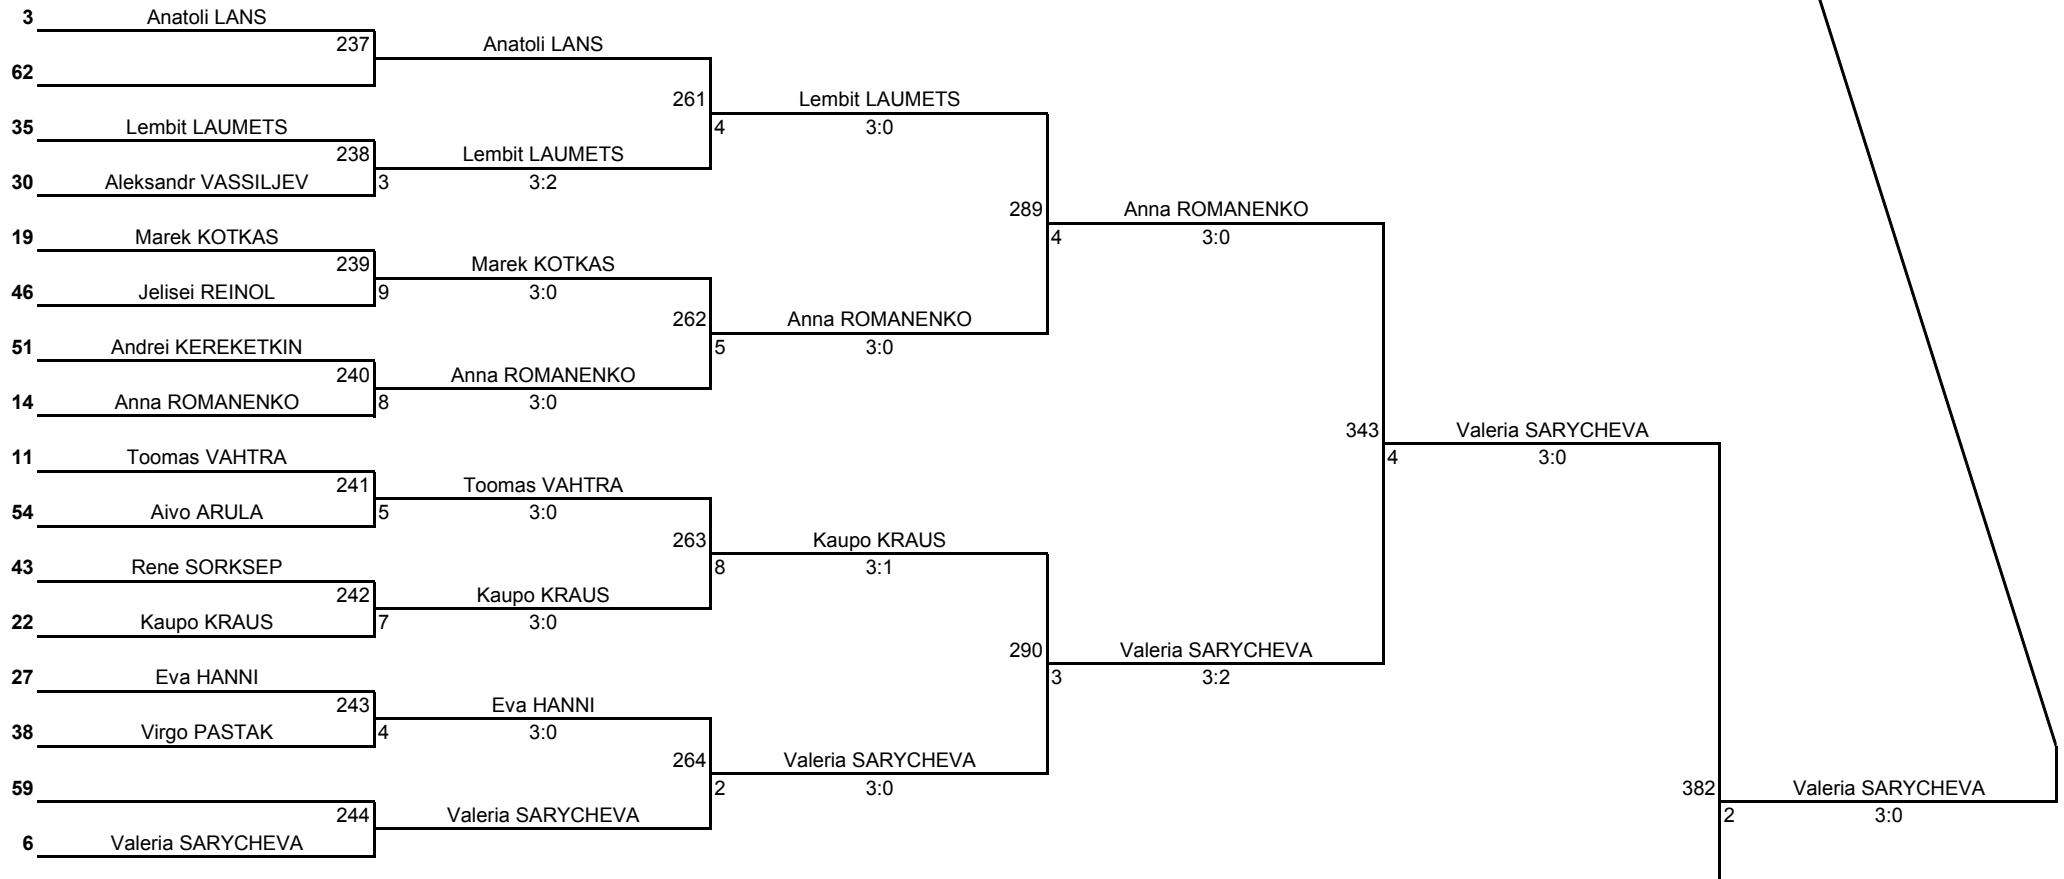 3 Anatoli LANS
237 Anatoli LANS
62
261 Lembit LAUMETS
35 Lembit LAUMETS 4 3:0
238 Lembit LAUMETS
30 Aleksandr VASSILJEV 3 3:2
289 Anna ROMANENKO
19 Marek KOTKAS 4 3:0
239 Marek KOTKAS
46 Jelisei REINOL 9 3:0
262 Anna ROMANENKO
51 Andrei KEREKETKIN 5 3:0
240 Anna ROMANENKO
14 Anna ROMANENKO 8 3:0
343 Valeria SARYCHEVA
11 Toomas VAHTRA 4 3:0
241 Toomas VAHTRA
54 Aivo ARULA 5 3:0
263 Kaupo KRAUS
43 Rene SORKSEP 8 3:1
242 Kaupo KRAUS
22 Kaupo KRAUS 7 3:0
290 Valeria SARYCHEVA
27 Eva HANNI 3 3:2
243 Eva HANNI
38 Virgo PASTAK 4 3:0
264 Valeria SARYCHEVA
59 2 3:0 382 Valeria SARYCHEVA
244 Valeria SARYCHEVA 2 3:0
6 Valeria SARYCHEVA